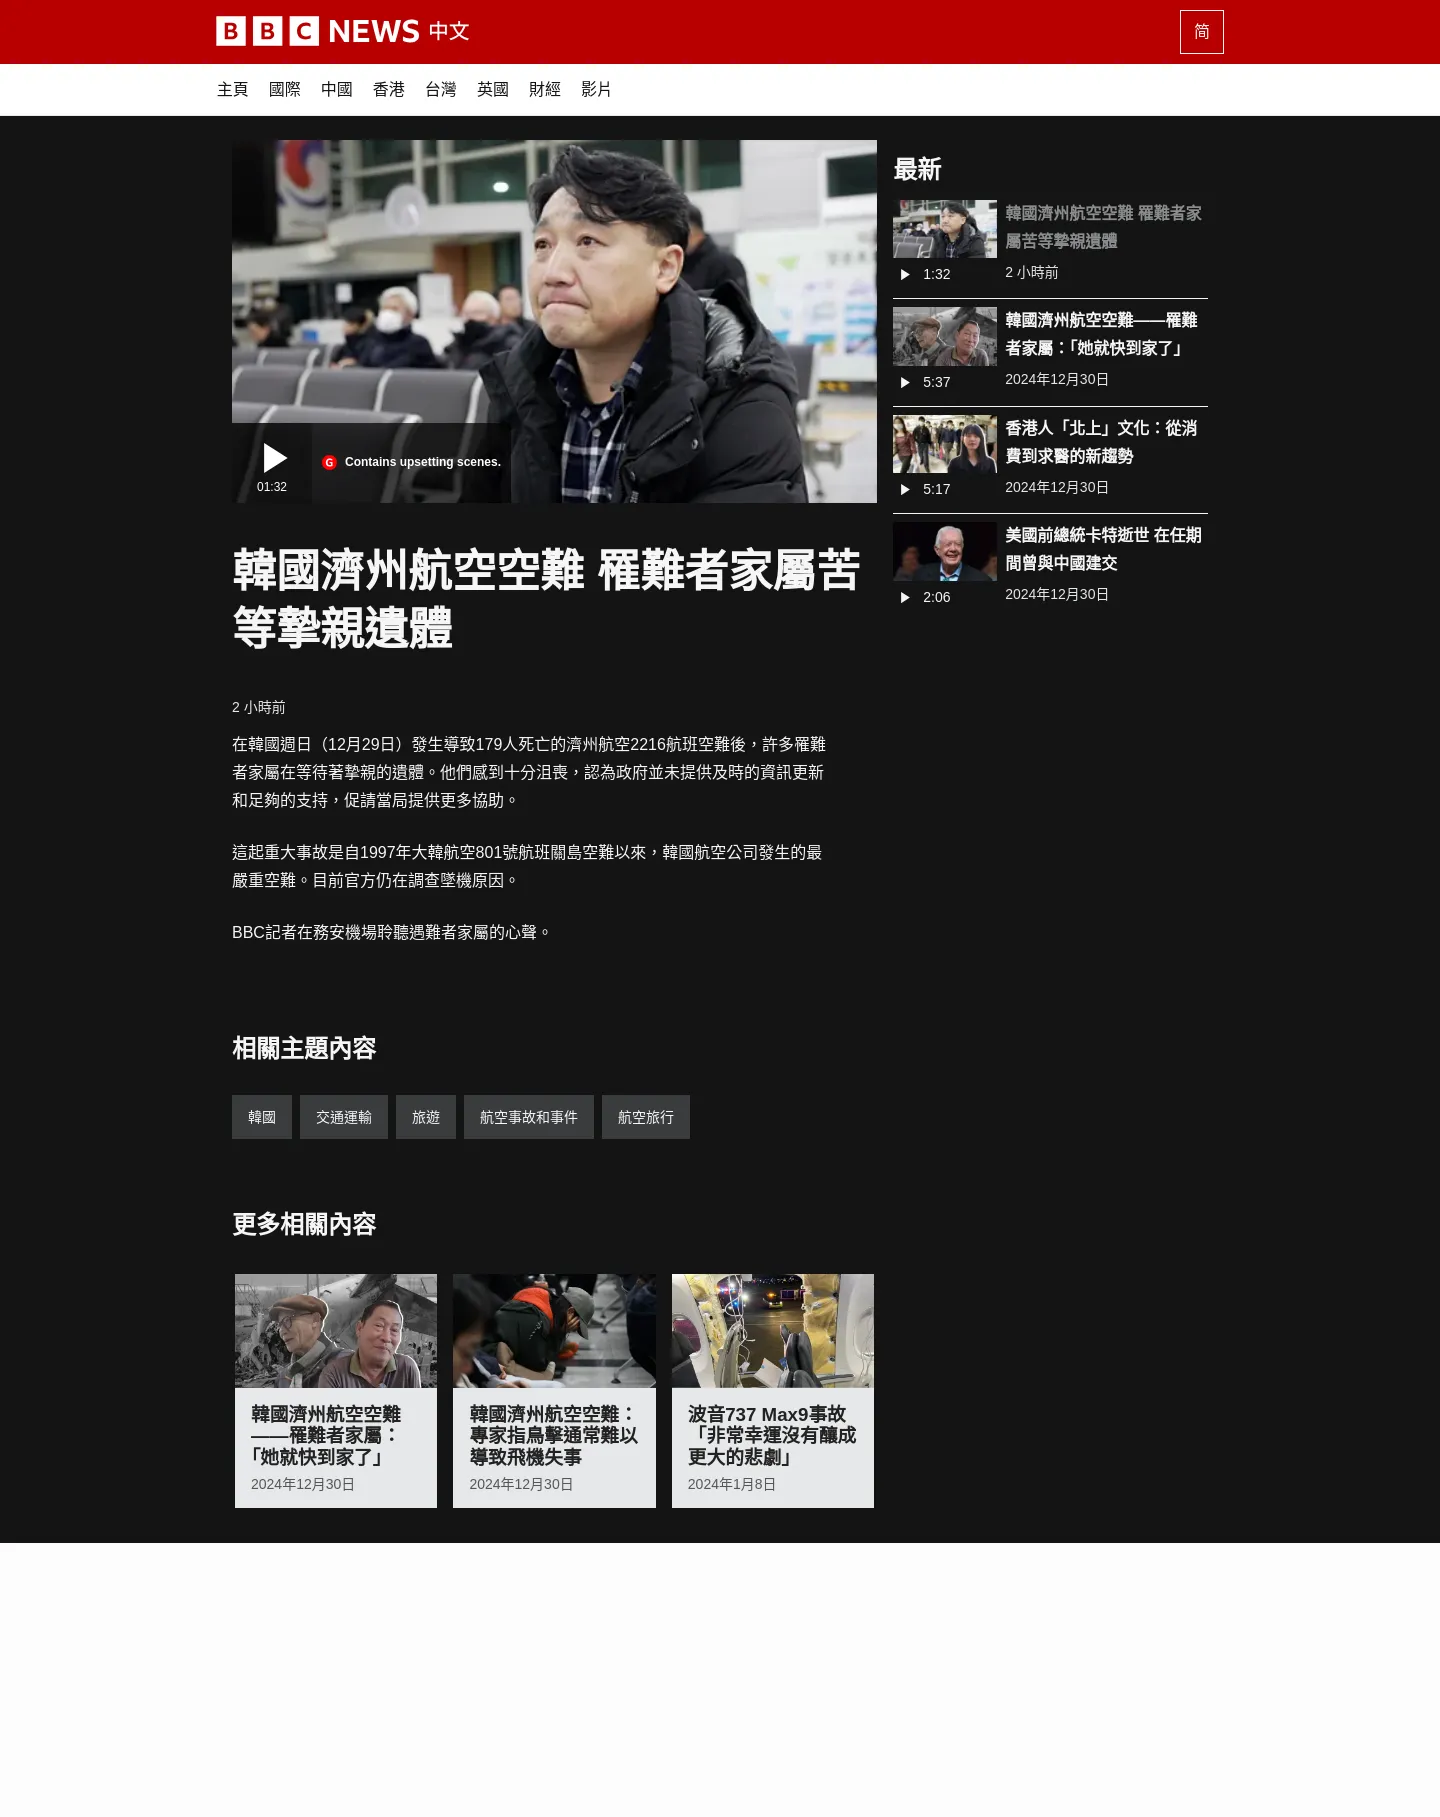 BBC NEWS 中文
简
主頁 國際 中國 香港 台灣 英國 財經 影片
01:32
G Contains upsetting scenes.
韓國濟州航空空難 罹難者家屬苦
等摯親遺體
2 小時前
在韓國週日（12月29日）發生導致179人死亡的濟州航空2216航班空難後，許多罹難
者家屬在等待著摯親的遺體。他們感到十分沮喪，認為政府並未提供及時的資訊更新
和足夠的支持，促請當局提供更多協助。
這起重大事故是自1997年大韓航空801號航班關島空難以來，韓國航空公司發生的最
嚴重空難。目前官方仍在調查墜機原因。
BBC記者在務安機場聆聽遇難者家屬的心聲。
最新
韓國濟州航空空難 罹難者家
屬苦等摯親遺體
1:32
2 小時前
韓國濟州航空空難——罹難
者家屬：「她就快到家了」
5:37
2024年12月30日
香港人「北上」文化：從消
費到求醫的新趨勢
5:17
2024年12月30日
美國前總統卡特逝世 在任期
間曾與中國建交
2:06
2024年12月30日
相關主題內容
韓國 交通運輸 旅遊 航空事故和事件 航空旅行
更多相關內容
韓國濟州航空空難
——罹難者家屬：
「她就快到家了」
2024年12月30日
韓國濟州航空空難：
專家指鳥擊通常難以
導致飛機失事
2024年12月30日
波音737 Max9事故
「非常幸運沒有釀成
更大的悲劇」
2024年1月8日